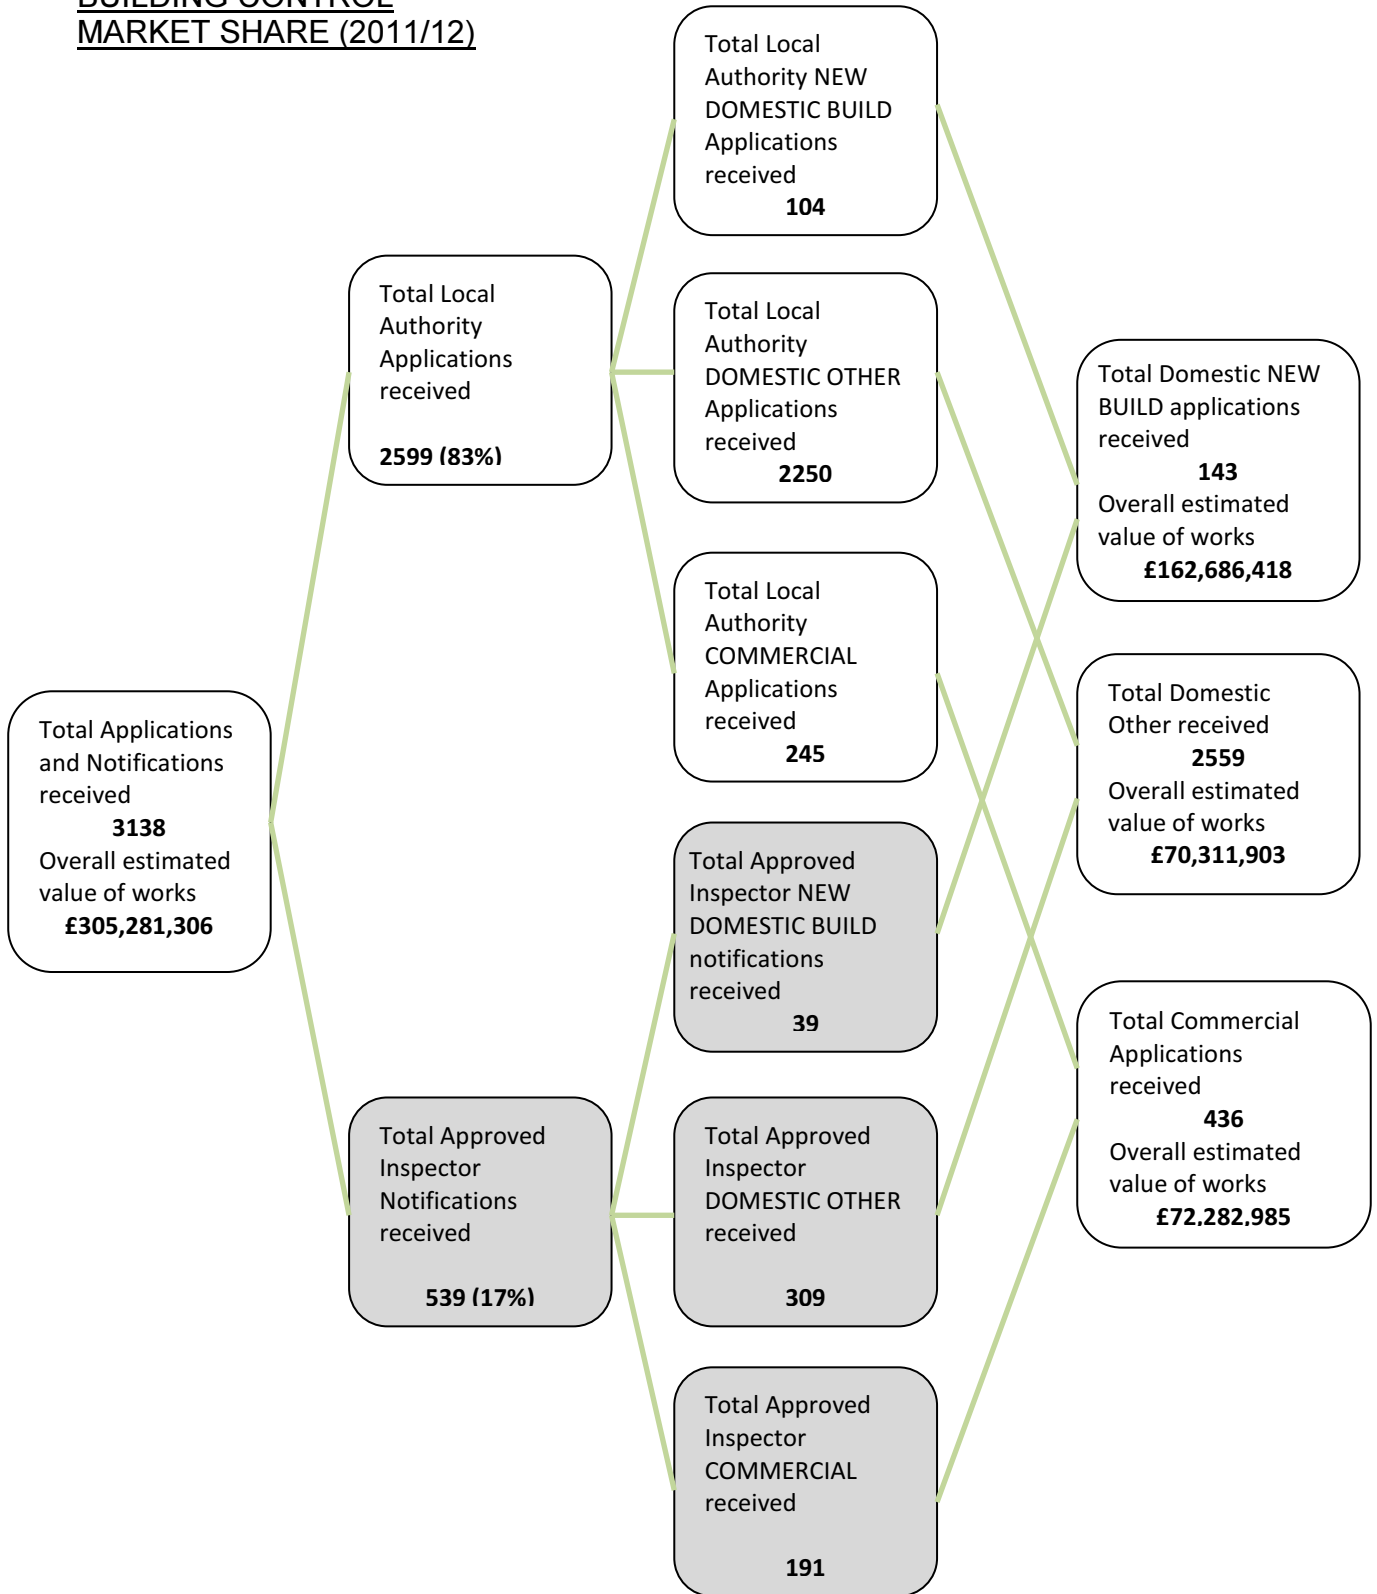 BUILDING CONTROL
MARKET SHARE (2011/12)
Total Applications
and Notifications
received
3138
Overall estimated
value of works
£305,281,306
Total Local
Authority
Applications
received
2599 (83%)
Total Approved
Inspector
Notifications
received
539 (17%)
Total Local
Authority NEW
DOMESTIC BUILD
Applications
received
104
Total Local
Authority
DOMESTIC OTHER
Applications
received
2250
Total Local
Authority
COMMERCIAL
Applications
received
245
Total Approved
Inspector NEW
DOMESTIC BUILD
notifications
received
39
Total Approved
Inspector
DOMESTIC OTHER
received
309
Total Approved
Inspector
COMMERCIAL
received
191
Total Domestic NEW
BUILD applications
received
143
Overall estimated
value of works
£162,686,418
Total Domestic
Other received
2559
Overall estimated
value of works
£70,311,903
Total Commercial
Applications
received
436
Overall estimated
value of works
£72,282,985